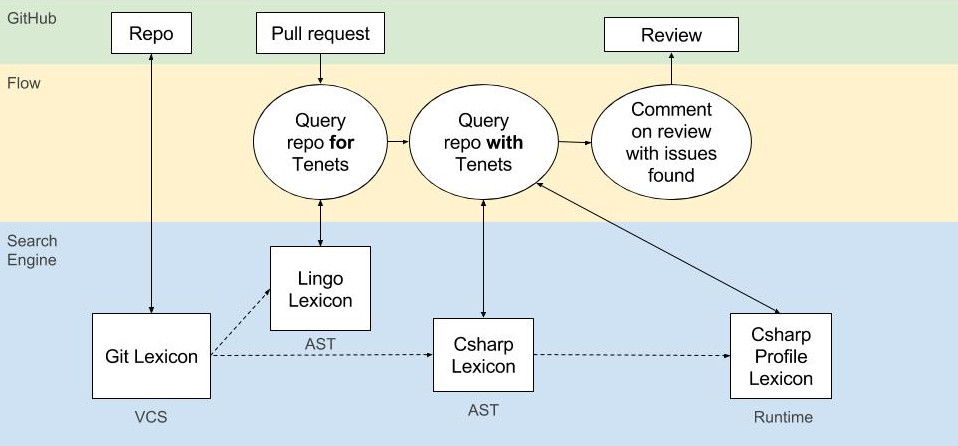 GitHub
Repo
Pull request
Review
Flow
Query
repo for
Tenets
Query
repo with
Tenets
Comment
on review
with issues
found
Search
Engine
Lingo
Lexicon
AST
Git Lexicon
VCS
Csharp
Lexicon
AST
Csharp
Profile
Lexicon
Runtime